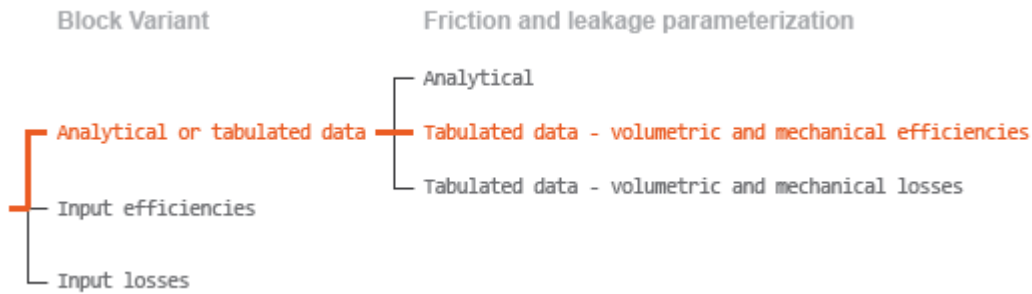 Block Variant
Friction and leakage parameterization
Analytical
Analytical or tabulated data
Tabulated data - volumetric and mechanical efficiencies
Tabulated data - volumetric and mechanical losses
Input efficiencies
Input losses